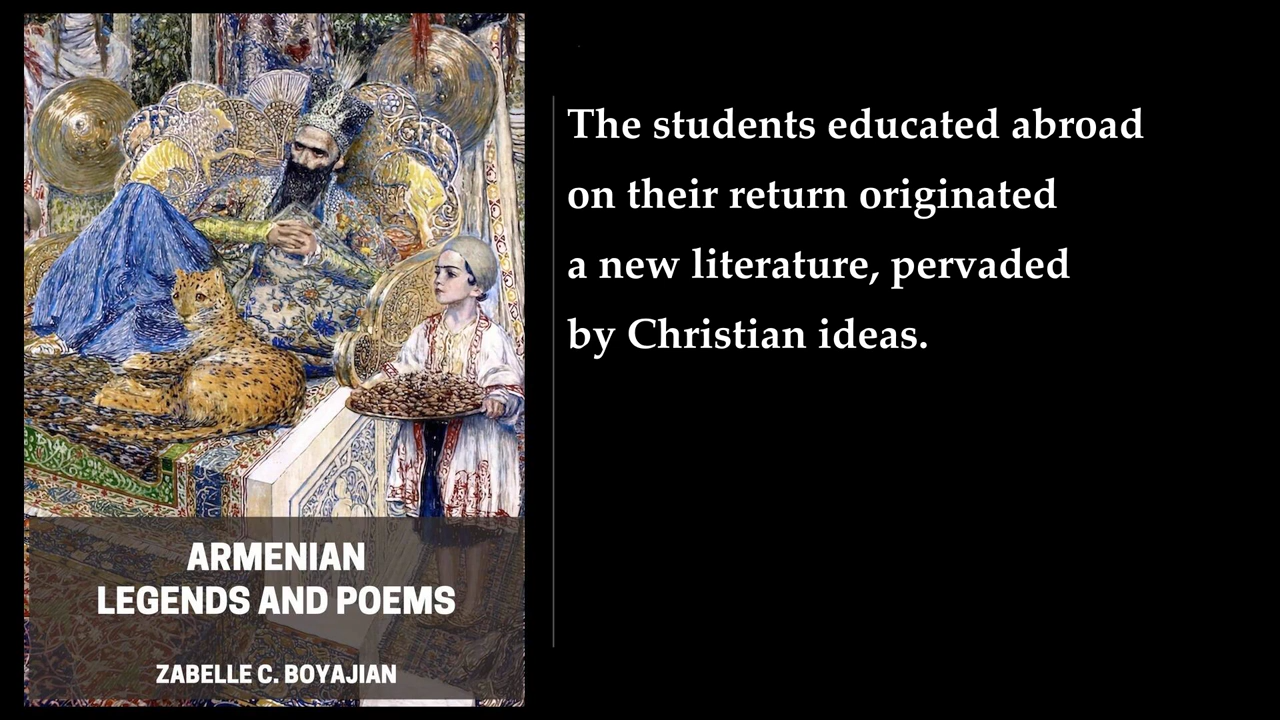 The students educated abroad
on their return originated
a new literature, pervaded
by Christian ideas.
ARMENIAN
LEGENDS AND POEMS
ZABELLE C. BOYAJIAN